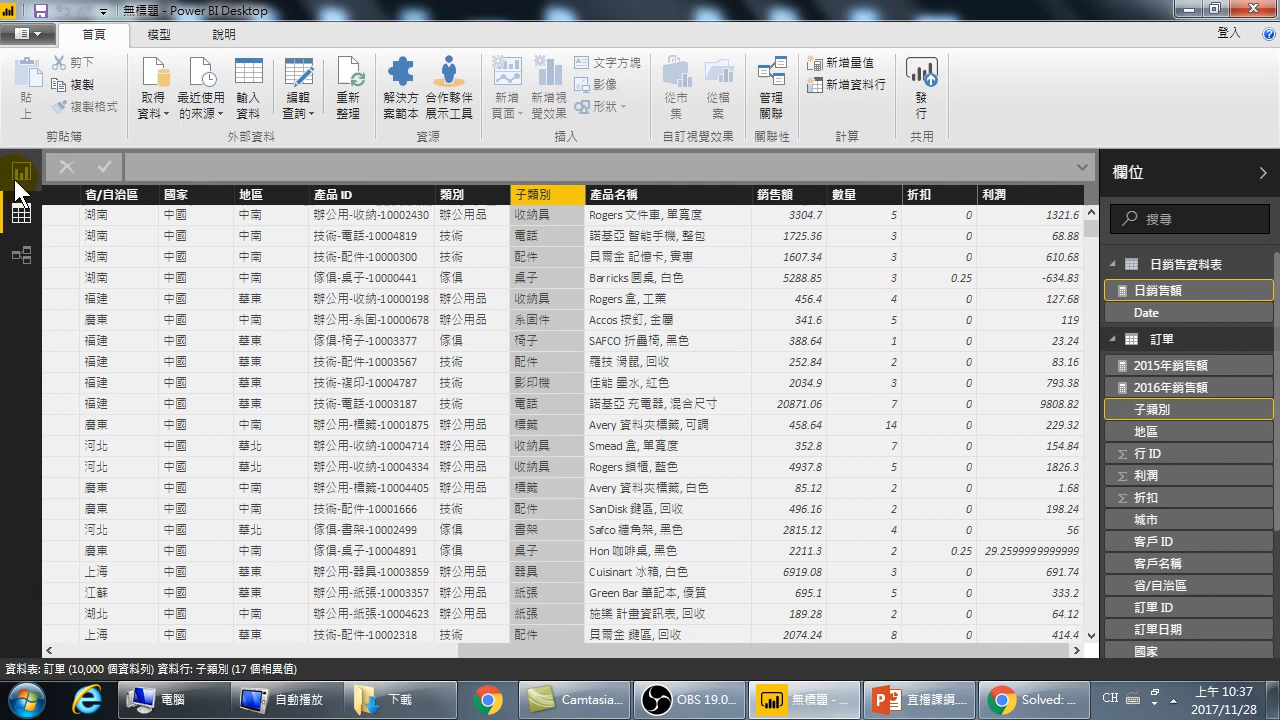 無標題 - Power BI Desktop
首頁 模型 說明 登入
貼上 剪下 複製 複製格式 取得資料 最近使用的來源 輸入資料 編輯查詢 重新整理 解決方案範本 合作夥伴展示工具 新增頁面 新增視覺效果 文字方塊 影像 形狀 從市集 從檔案 管理關聯 新增量值 新增資料行 發行
剪貼簿 外部資料 資源 插入 自訂視覺效果 關聯性 計算 共用
省/自治區 國家 地區 產品 ID 類別 子類別 產品名稱 銷售額 數量 折扣 利潤
湖南 中國 中南 辦公用-收納-10002430 辦公用品 收納具 Rogers 文件車, 單寬度 3304.7 5 0 1321.6
湖南 中國 中南 技術-電話-10004819 技術 電話 諾基亞 智能手機, 整包 1725.36 3 0 68.88
湖南 中國 中南 技術-配件-10000300 技術 配件 貝爾金 記憶卡, 實惠 1607.34 3 0 610.68
湖南 中國 中南 傢俱-桌子-10000441 傢俱 桌子 Barricks 圓桌, 白色 5288.85 3 0.25 -634.83
福建 中國 華東 辦公用-收納-10000198 辦公用品 收納具 Rogers 盒, 工業 456.4 4 0 127.68
廣東 中國 中南 辦公用-系固-10000678 辦公用品 系固件 Accos 按釘, 金屬 341.6 5 0 119
福建 中國 華東 傢俱-椅子-10003377 傢俱 椅子 SAFCO 折疊椅, 黑色 388.64 1 0 23.24
福建 中國 華東 技術-配件-10003567 技術 配件 羅技 滑鼠, 回收 252.84 2 0 83.16
福建 中國 華東 技術-複印-10004787 技術 影印機 佳能 墨水, 紅色 2034.9 3 0 793.38
福建 中國 華東 技術-電話-10003187 技術 電話 諾基亞 充電器, 混合尺寸 20871.06 7 0 9808.82
廣東 中國 中南 辦公用-標籤-10001875 辦公用品 標籤 Avery 資料夾標籤, 可調 458.64 14 0 229.32
河北 中國 華北 辦公用-收納-10004714 辦公用品 收納具 Smead 盒, 單寬度 352.8 7 0 154.84
河北 中國 華北 辦公用-收納-10004334 辦公用品 收納具 Rogers 鎖櫃, 藍色 4937.8 5 0 1826.3
廣東 中國 中南 辦公用-標籤-10004405 辦公用品 標籤 Avery 資料夾標籤, 白色 85.12 2 0 1.68
廣東 中國 中南 技術-配件-10001666 技術 配件 SanDisk 鍵區, 回收 496.16 2 0 198.24
河北 中國 華北 傢俱-書架-10002499 傢俱 書架 Safco 牆角架, 黑色 2815.12 4 0 56
廣東 中國 中南 傢俱-桌子-10004891 傢俱 桌子 Hon 咖啡桌, 黑色 2211.3 2 0.25 29.2599999999999
上海 中國 華東 辦公用-器具-10003859 辦公用品 器具 Cuisinart 冰箱, 白色 6919.08 3 0 691.74
江蘇 中國 華東 辦公用-紙張-10003357 辦公用品 紙張 Green Bar 筆記本, 優質 695.1 5 0 333.2
湖北 中國 中南 辦公用-紙張-10004623 辦公用品 紙張 施樂 計畫資訊表, 回收 189.28 2 0 64.12
上海 中國 華東 技術-配件-10002318 技術 配件 貝爾金 鍵區, 回收 2074.24 8 0 414.4
欄位
搜尋
日銷售資料表
日銷售額
Date
訂單
2015年銷售額
2016年銷售額
子類別
地區
行 ID
利潤
折扣
城市
客戶 ID
客戶名稱
省/自治區
訂單 ID
訂單日期
國家
資料表: 訂單 (10,000 個資料列) 資料行: 子類別 (17 個相異值)
電腦 自動播放 下載 Camtasia... OBS 19.0... 無標題 - ... 直播課綱... Solved: ... CH 上午 10:37
2017/11/28